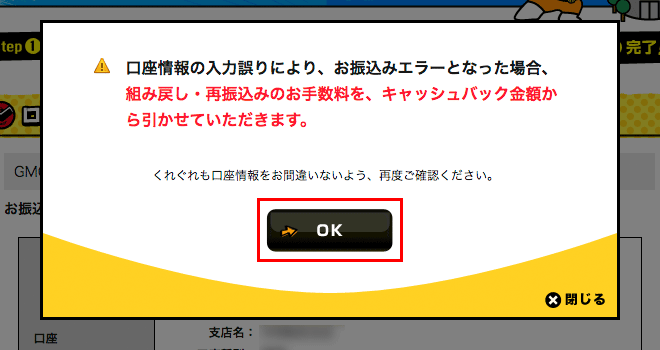 tep 1
完了
口座情報の入力誤りにより、お振込みエラーとなった場合、
組み戻し・再振込みのお手数料を、キャッシュバック金額か
ら引かせていただきます。
GMO
くれぐれも口座情報をお間違いないよう、再度ご確認ください。
お振込
OK
閉じる
口座
支店名：